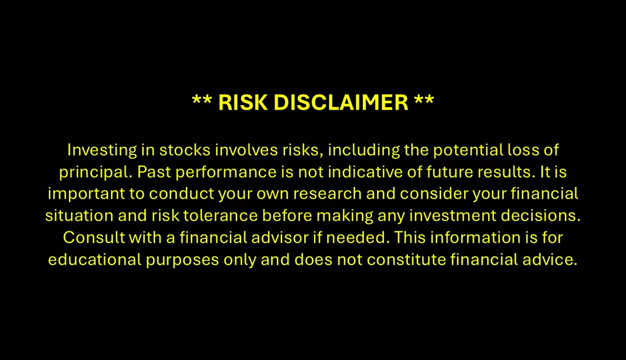 ** RISK DISCLAIMER **
Investing in stocks involves risks, including the potential loss of
principal. Past performance is not indicative of future results. It is
important to conduct your own research and consider your financial
situation and risk tolerance before making any investment decisions.
Consult with a financial advisor if needed. This information is for
educational purposes only and does not constitute financial advice.